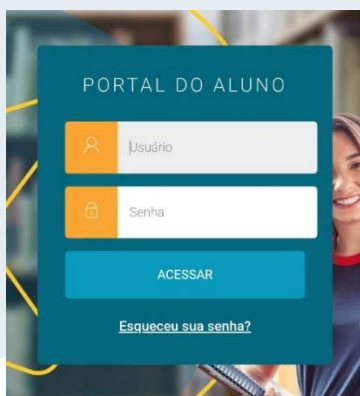 PORTAL DO ALUNO
Usuário
Senha
ACESSAR
Esqueceu sua senha?